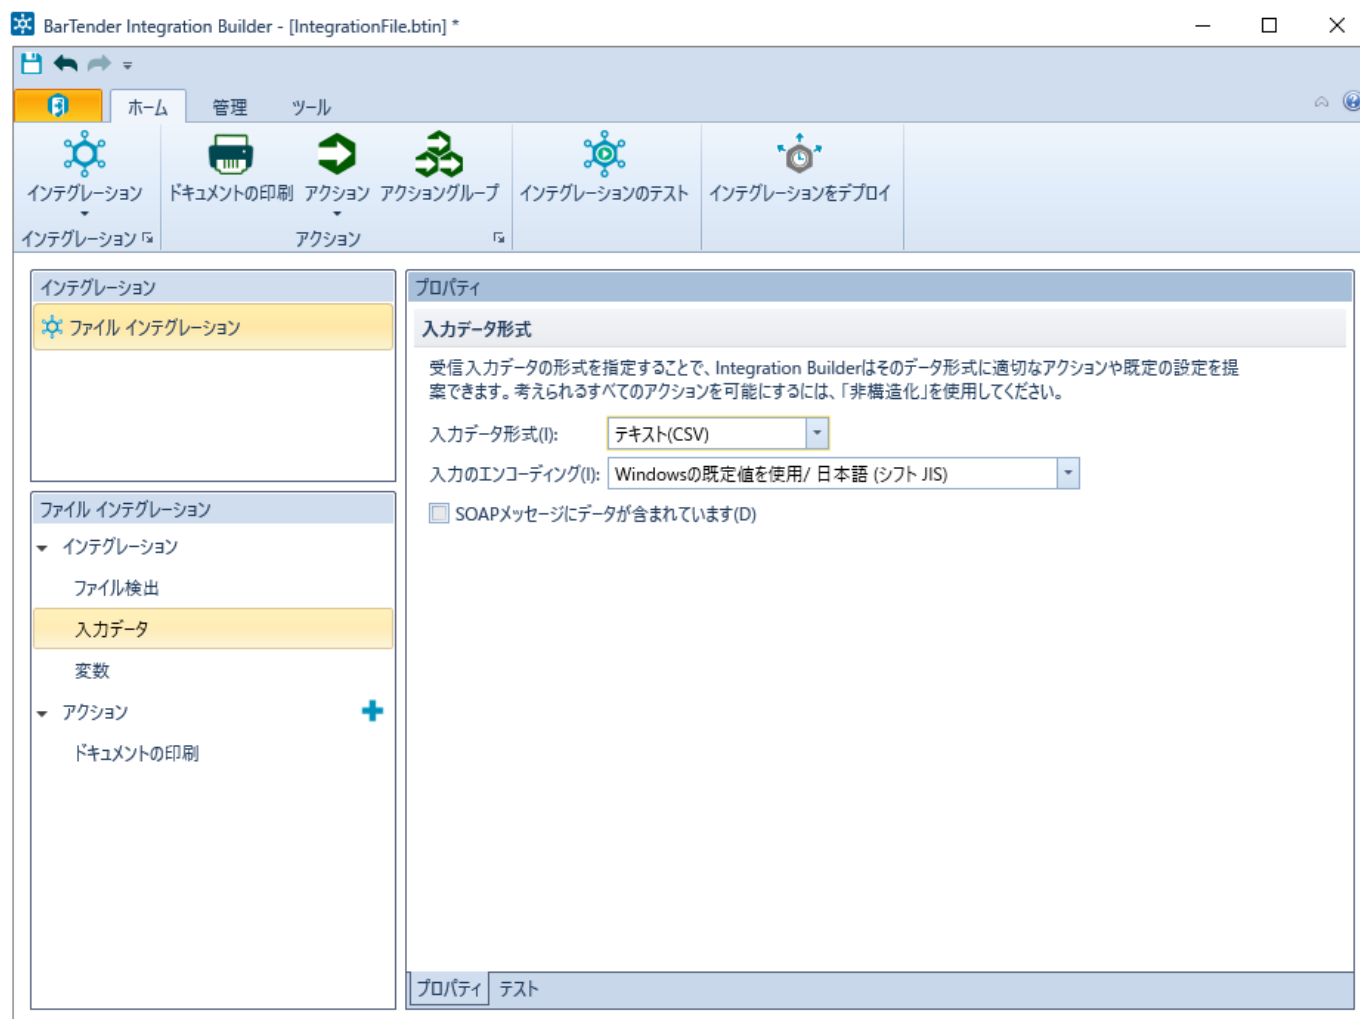 BarTender Integration Builder - [IntegrationFile.btin] *
ホーム 管理 ツール
インテグレーション ドキュメントの印刷 アクション アクショングループ インテグレーションのテスト インテグレーションをデプロイ
インテグレーション アクション
インテグレーション
ファイル インテグレーション
ファイル インテグレーション
インテグレーション
ファイル検出
入力データ
変数
アクション
ドキュメントの印刷
プロパティ
入力データ形式
受信入力データの形式を指定することで、Integration Builderはそのデータ形式に適切なアクションや既定の設定を提
案できます。考えられるすべてのアクションを可能にするには、「非構造化」を使用してください。
入力データ形式(I): テキスト(CSV)
入力のエンコーディング(I): Windowsの既定値を使用/ 日本語 (シフト JIS)
SOAPメッセージにデータが含まれています(D)
プロパティ テスト